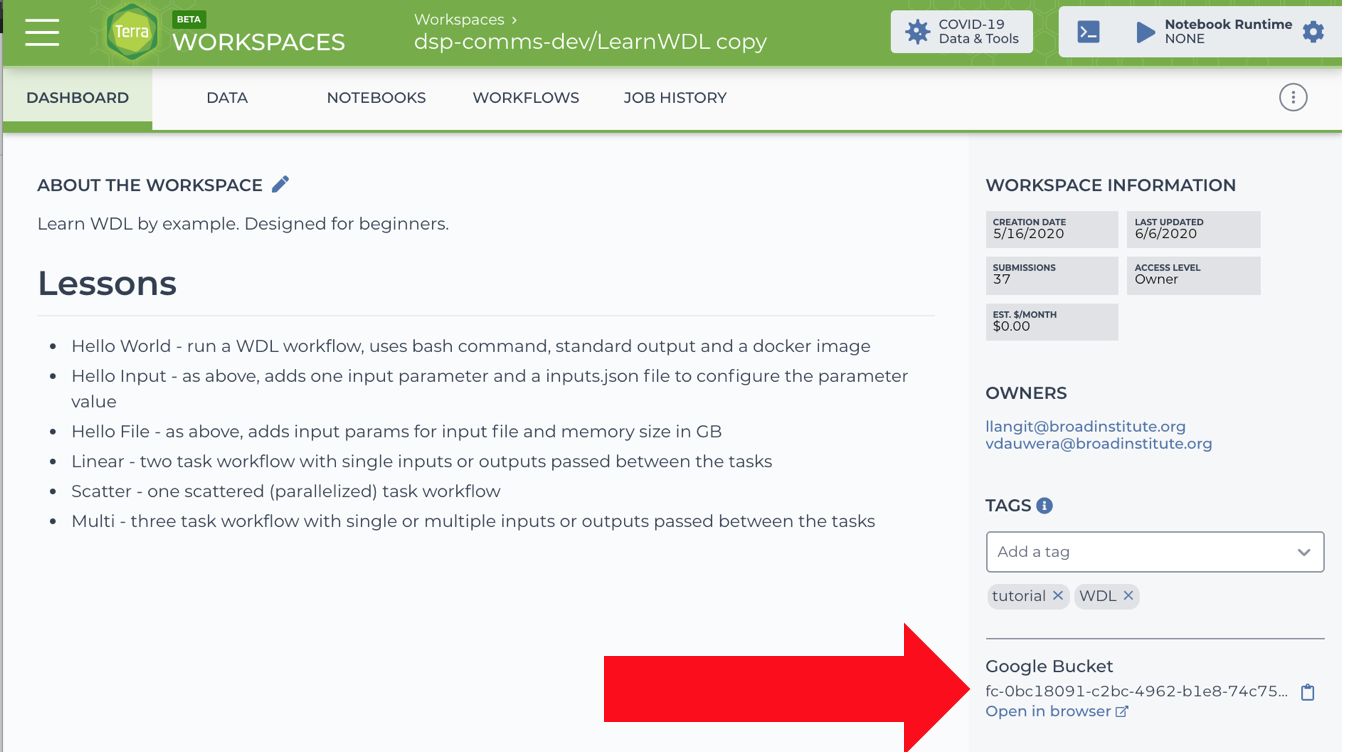 Terra
BETA
WORKSPACES
Workspaces ›
dsp-comms-dev/LearnWDL copy
COVID-19
Data & Tools
Notebook Runtime
NONE
DASHBOARD
DATA
NOTEBOOKS
WORKFLOWS
JOB HISTORY
ABOUT THE WORKSPACE
Learn WDL by example. Designed for beginners.
Lessons
• Hello World - run a WDL workflow, uses bash command, standard output and a docker image
• Hello Input - as above, adds one input parameter and a inputs.json file to configure the parameter
value
• Hello File - as above, adds input params for input file and memory size in GB
• Linear - two task workflow with single inputs or outputs passed between the tasks
• Scatter - one scattered (parallelized) task workflow
• Multi - three task workflow with single or multiple inputs or outputs passed between the tasks
WORKSPACE INFORMATION
CREATION DATE
5/16/2020
LAST UPDATED
6/6/2020
SUBMISSIONS
37
ACCESS LEVEL
Owner
EST. $/MONTH
$0.00
OWNERS
llangit@broadinstitute.org
vdauwera@broadinstitute.org
TAGS
Add a tag
tutorial ×
WDL ×
Google Bucket
fc-0bc18091-c2bc-4962-b1e8-74c75...
Open in browser